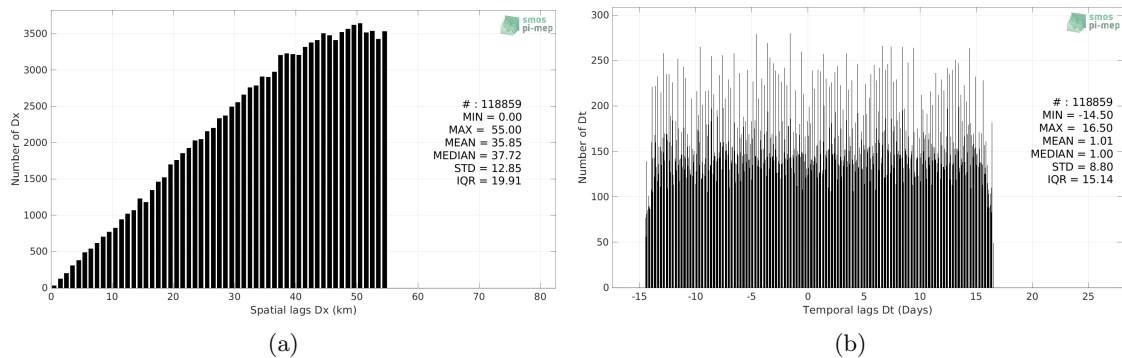 smos
pi-mep
3500
3000
2500
2000
1500
1000
500
0
Number of Dx
# : 118859
MIN = 0.00
MAX = 55.00
MEAN = 35.85
MEDIAN = 37.72
STD = 12.85
IQR = 19.91
0 10 20 30 40 50 60 70 80
Spatial lags Dx (km)
(a)
smos
pi-mep
300
250
200
150
100
50
0
Number of Dt
# : 118859
MIN = -14.50
MAX = 16.50
MEAN = 1.01
MEDIAN = 1.00
STD = 8.80
IQR = 15.14
-15 -10 -5 0 5 10 15 20 25
Temporal lags Dt (Days)
(b)